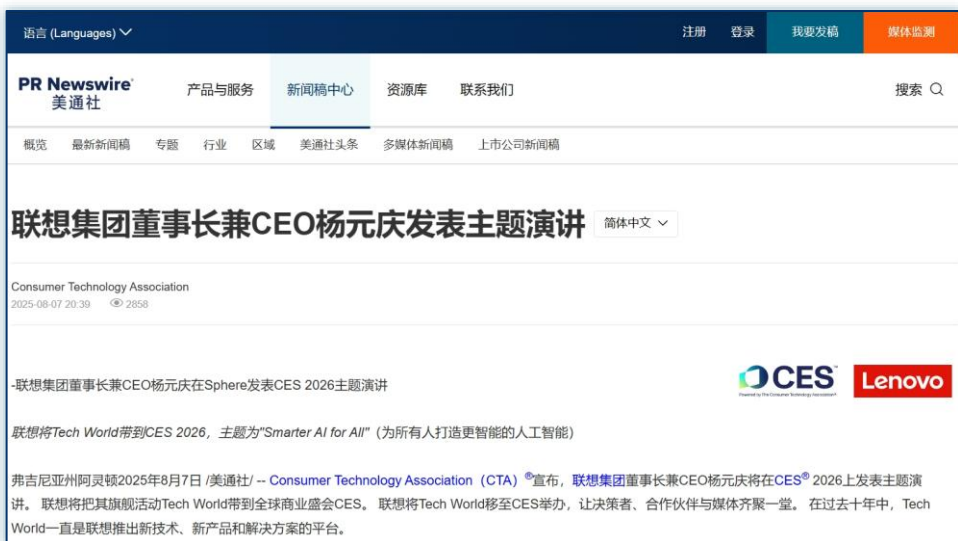 语言 (Languages)
注册 登录 我要发稿 媒体监测
PR Newswire 美通社
产品与服务 新闻稿中心 资源库 联系我们 搜索
概览 最新新闻稿 专题 行业 区域 美通社头条 多媒体新闻稿 上市公司新闻稿
联想集团董事长兼CEO杨元庆发表主题演讲 简体中文
Consumer Technology Association
2025-08-07 20:39 2858
CES Lenovo
Powered by The Consumer Technology Association
-联想集团董事长兼CEO杨元庆在Sphere发表CES 2026主题演讲
联想将Tech World带到CES 2026，主题为"Smarter AI for All"（为所有人打造更智能的人工智能）
弗吉尼亚州阿灵顿2025年8月7日 /美通社/ -- Consumer Technology Association（CTA）®宣布，联想集团董事长兼CEO杨元庆将在CES® 2026上发表主题演
讲。 联想将把其旗舰活动Tech World带到全球商业盛会CES。 联想将Tech World移至CES举办，让决策者、合作伙伴与媒体齐聚一堂。 在过去十年中，Tech
World一直是联想推出新技术、新产品和解决方案的平台。